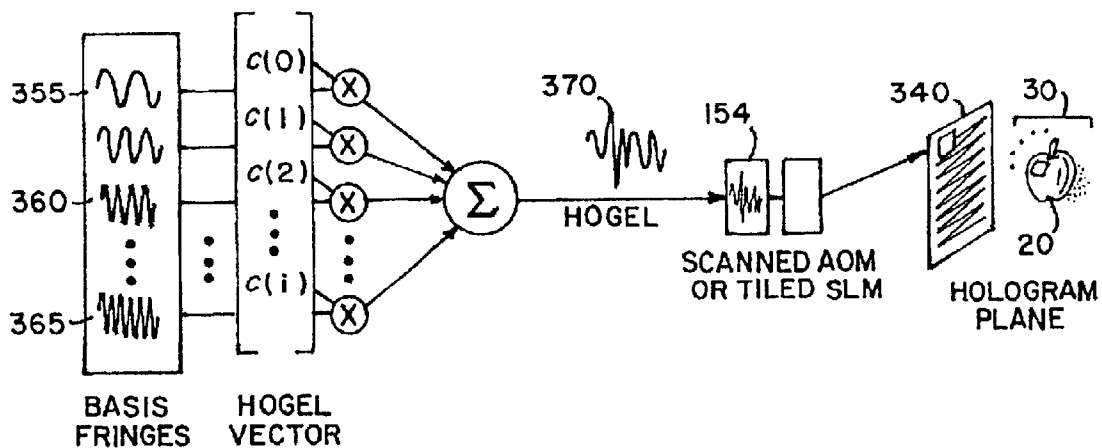 355
360
365
c(0)
c(1)
c(2)
c(i)
X
X
X
X
Σ
370
HOGEL
154
SCANNED AOM
OR TILED SLM
340
30
20
HOLOGRAM
PLANE
BASIS
FRINGES
HOGEL
VECTOR